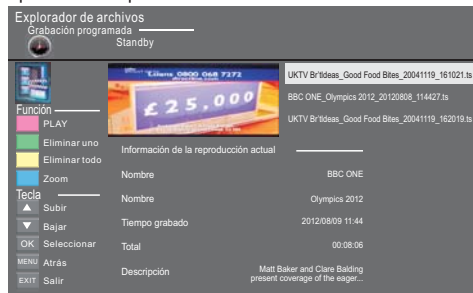 Explorador de archivos
Grabación programada
Standby
0800 068 7272
£25,000
UKTV Br'tIdeas_Good Food Bites_20041119_161021.ts
BBC ONE_Olympics 2012_20120808_114427.ts
UKTV Br'tIdeas_Good Food Bites_20041119_162019.ts
Función
PLAY
Eliminar uno
Eliminar todo
Zoom
Tecla
Subir
Bajar
OK Seleccionar
MENU Atrás
EXIT Salir
Información de la reproducción actual
Nombre BBC ONE
Nombre Olympics 2012
Tiempo grabado 2012/08/09 11:44
Total 00:08:06
Descripción Matt Baker and Clare Balding
present coverage of the eager...